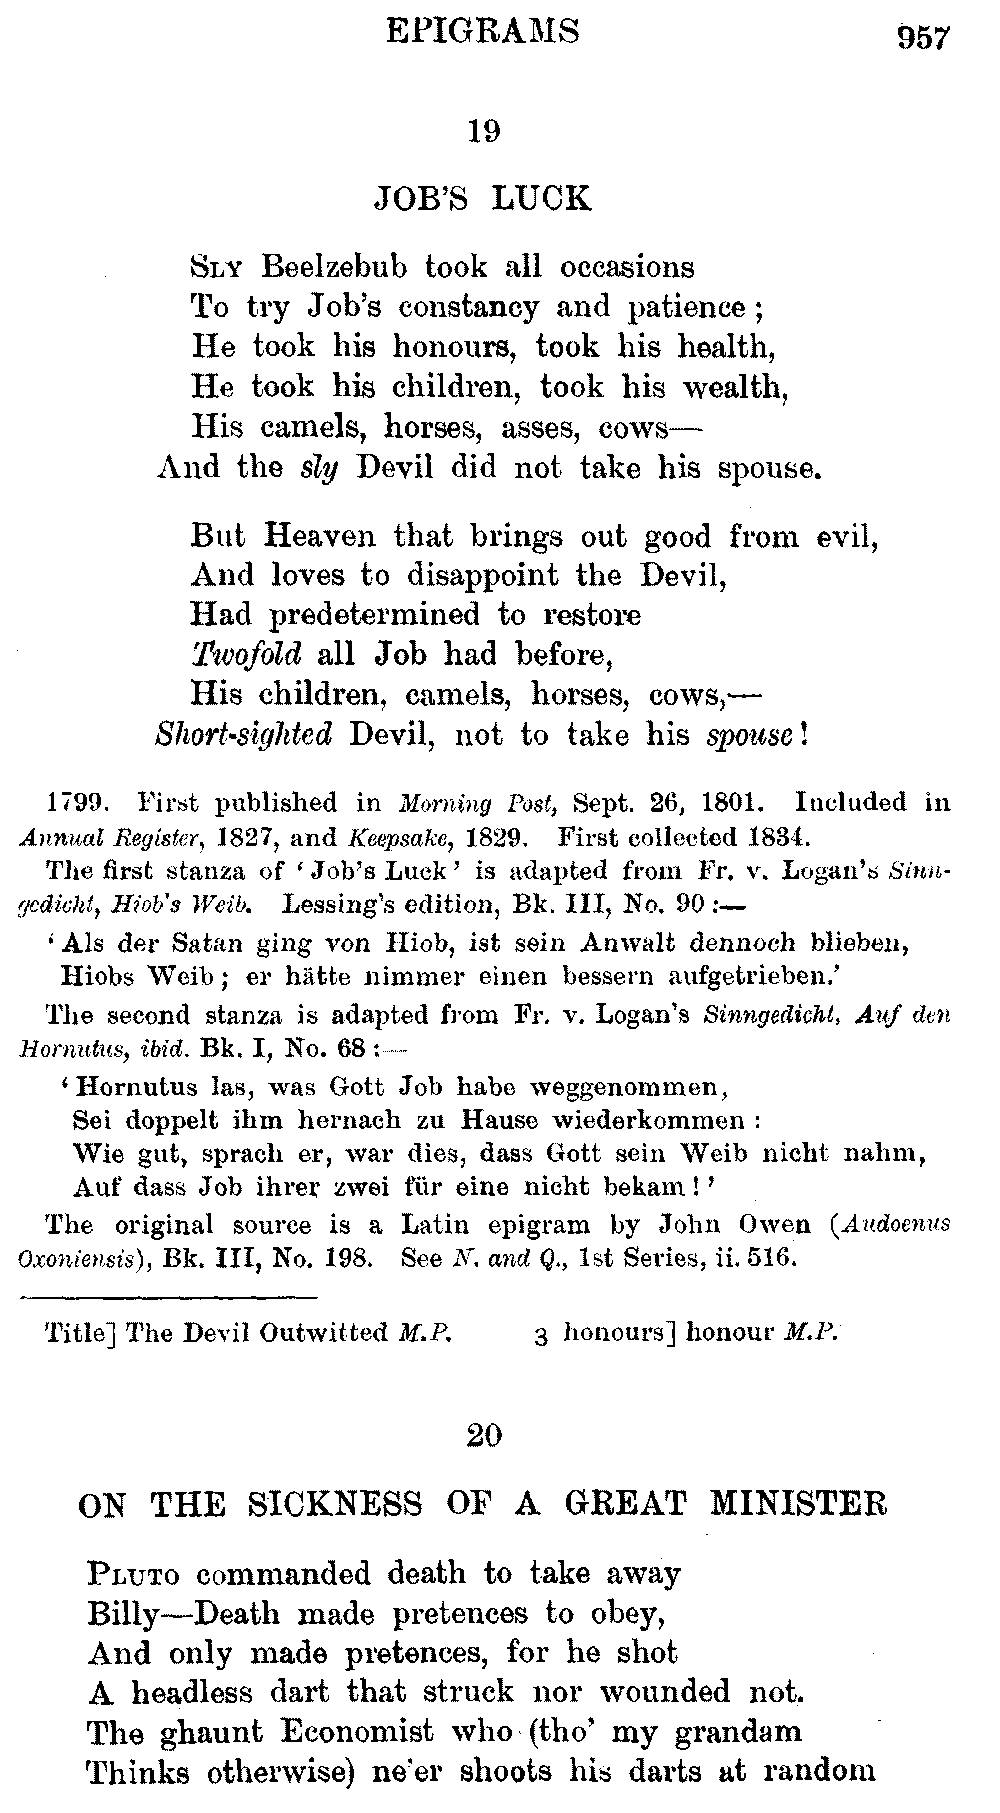 EPIGRAMS 957
19
JOB'S LUCK
SLY Beelzebub took all occasions
To try Job's constancy and patience ;
He took his honours, took his health,
He took his children, took his wealth,
His camels, horses, asses, cows—
And the sly Devil did not take his spouse.
But Heaven that brings out good from evil,
And loves to disappoint the Devil,
Had predetermined to restore
Twofold all Job had before,
His children, camels, horses, cows,—
Short-sighted Devil, not to take his spouse !
1799. First published in Morning Post, Sept. 26, 1801. Included in
Annual Register, 1827, and Keepsake, 1829. First collected 1834.
The first stanza of ‘Job's Luck’ is adapted from Fr. v. Logan's Sinn-
gedicht, Hiob's Weib. Lessing's edition, Bk. III, No. 90 :—
‘Als der Satan ging von Hiob, ist sein Anwalt dennoch blieben,
Hiobs Weib ; er hätte nimmer einen bessern aufgetrieben.’
The second stanza is adapted from Fr. v. Logan's Sinngedicht, Auf den
Hornutus, ibid. Bk. I, No. 68 :—
‘Hornutus las, was Gott Job habe weggenommen,
Sei doppelt ihm hernach zu Hause wiederkommen :
Wie gut, sprach er, war dies, dass Gott sein Weib nicht nahm,
Auf dass Job ihrer zwei für eine nicht bekam ! ’
The original source is a Latin epigram by John Owen (Audoenus
Oxoniensis), Bk. III, No. 198. See N. and Q., 1st Series, ii. 516.
Title] The Devil Outwitted M.P. 3 honours] honour M.P.
20
ON THE SICKNESS OF A GREAT MINISTER
PLUTO commanded death to take away
Billy—Death made pretences to obey,
And only made pretences, for he shot
A headless dart that struck nor wounded not.
The ghaunt Economist who (tho' my grandam
Thinks otherwise) ne'er shoots his darts at random